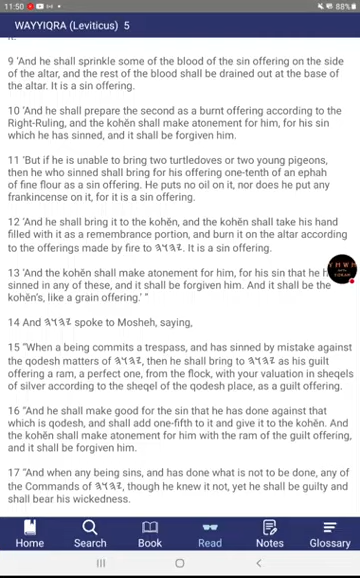 11:50
88%
WAYYIQRA (Leviticus) 5
it.
9 ‘And he shall sprinkle some of the blood of the sin offering on the side
of the altar, and the rest of the blood shall be drained out at the base of
the altar. It is a sin offering.
10 ‘And he shall prepare the second as a burnt offering according to the
Right-Ruling, and the kohĕn shall make atonement for him, for his sin
which he has sinned, and it shall be forgiven him.
11 ‘But if he is unable to bring two turtledoves or two young pigeons,
then he who sinned shall bring for his offering one-tenth of an ephah
of fine flour as a sin offering. He puts no oil on it, nor does he put any
frankincense on it, for it is a sin offering.
12 ‘And he shall bring it to the kohĕn, and the kohĕn shall take his hand
filled with it as a remembrance portion, and burn it on the altar according
to the offerings made by fire to 𐤉𐤄𐤅𐤄. It is a sin offering.
13 ‘And the kohĕn shall make atonement for him, for his sin that he
sinned in any of these, and it shall be forgiven him. And it shall be the
kohĕn’s, like a grain offering.’ ”
14 And 𐤉𐤄𐤅𐤄 spoke to Mosheh, saying,
15 “When a being commits a trespass, and has sinned by mistake against
the qodesh matters of 𐤉𐤄𐤅𐤄, then he shall bring to 𐤉𐤄𐤅𐤄 as his guilt
offering a ram, a perfect one, from the flock, with your valuation in sheqels
of silver according to the sheqel of the qodesh place, as a guilt offering.
16 “And he shall make good for the sin that he has done against that
which is qodesh, and shall add one-fifth to it and give it to the kohĕn. And
the kohĕn shall make atonement for him with the ram of the guilt offering,
and it shall be forgiven him.
17 “And when any being sins, and has done what is not to be done, any of
the Commands of 𐤉𐤄𐤅𐤄, though he knew it not, yet he shall be guilty and
shall bear his wickedness.
Home Search Book Read Notes Glossary